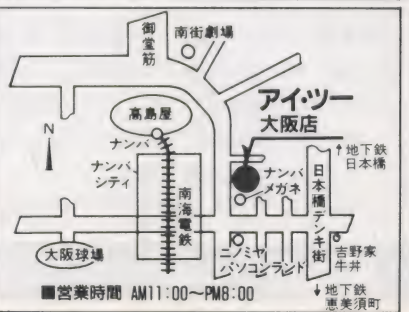 御堂筋
南街劇場
アイ・ツー
大阪店
高島屋
ナンバ
N
ナンバ
シティ
南海電鉄
ナンバ
メガネ
↑地下鉄
日本橋
日本橋デンキ街
大阪球場
ニノミヤ
パソコンランド
吉野家
牛丼
■営業時間 AM11:00~PM8:00
↓地下鉄
恵美須町